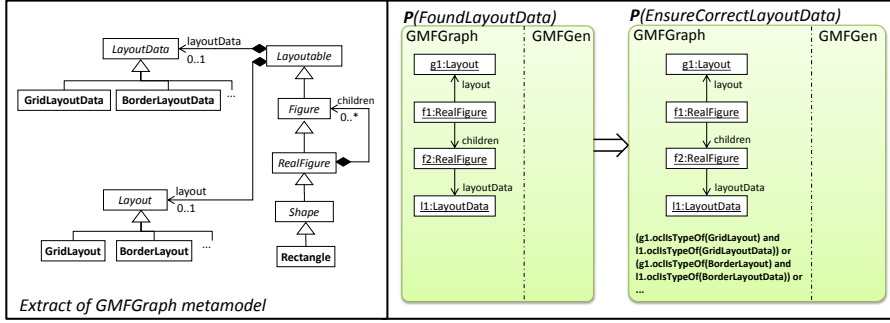 LayoutData
layoutData
0..1
Layoutable
GridLayoutData
BorderLayoutData
...
Figure
children
0..*
RealFigure
Layout
layout
0..1
Shape
GridLayout
BorderLayout
...
Rectangle
Extract of GMFGraph metamodel
P(FoundLayoutData)
GMFGraph
GMFGen
g1:Layout
layout
f1:RealFigure
children
f2:RealFigure
layoutData
l1:LayoutData
P(EnsureCorrectLayoutData)
GMFGraph
GMFGen
g1:Layout
layout
f1:RealFigure
children
f2:RealFigure
layoutData
l1:LayoutData
(g1.oclIsTypeOf(GridLayout) and
l1.oclIsTypeOf(GridLayoutData)) or
(g1.oclIsTypeOf(BorderLayout) and
l1.oclIsTypeOf(BorderLayoutData)) or
...